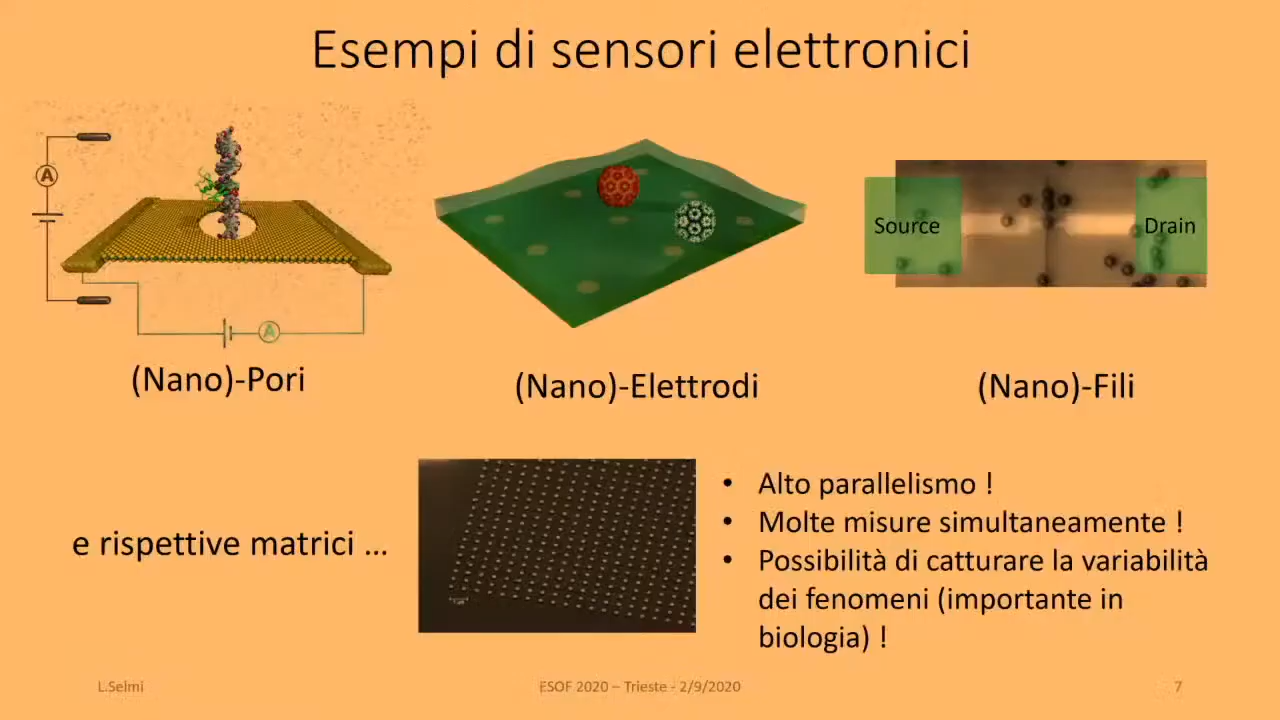 Esempi di sensori elettronici
A
A
Source
Drain
(Nano)-Pori
(Nano)-Elettrodi
(Nano)-Fili
e rispettive matrici ...
• Alto parallelismo !
• Molte misure simultaneamente !
• Possibilità di catturare la variabilità
dei fenomeni (importante in
biologia) !
L.Selmi
ESOF 2020 – Trieste - 2/9/2020
7